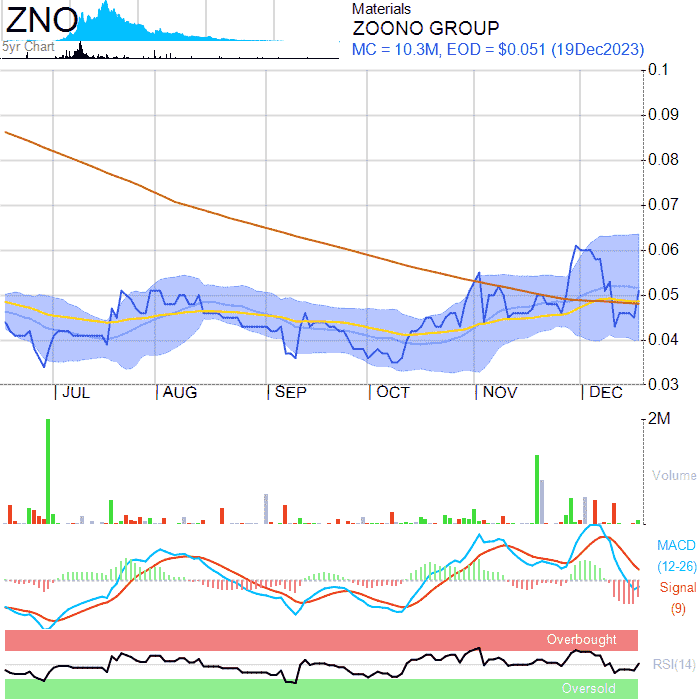 ZNO
5yr Chart
Materials
ZOONO GROUP
MC = 10.3M, EOD = $0.051 (19Dec2023)
0.1
0.09
0.08
0.07
0.06
0.05
0.04
0.03
JUL AUG SEP OCT NOV DEC
2M
Volume
MACD
(12-26)
Signal
(9)
Overbought
RSI(14)
Oversold